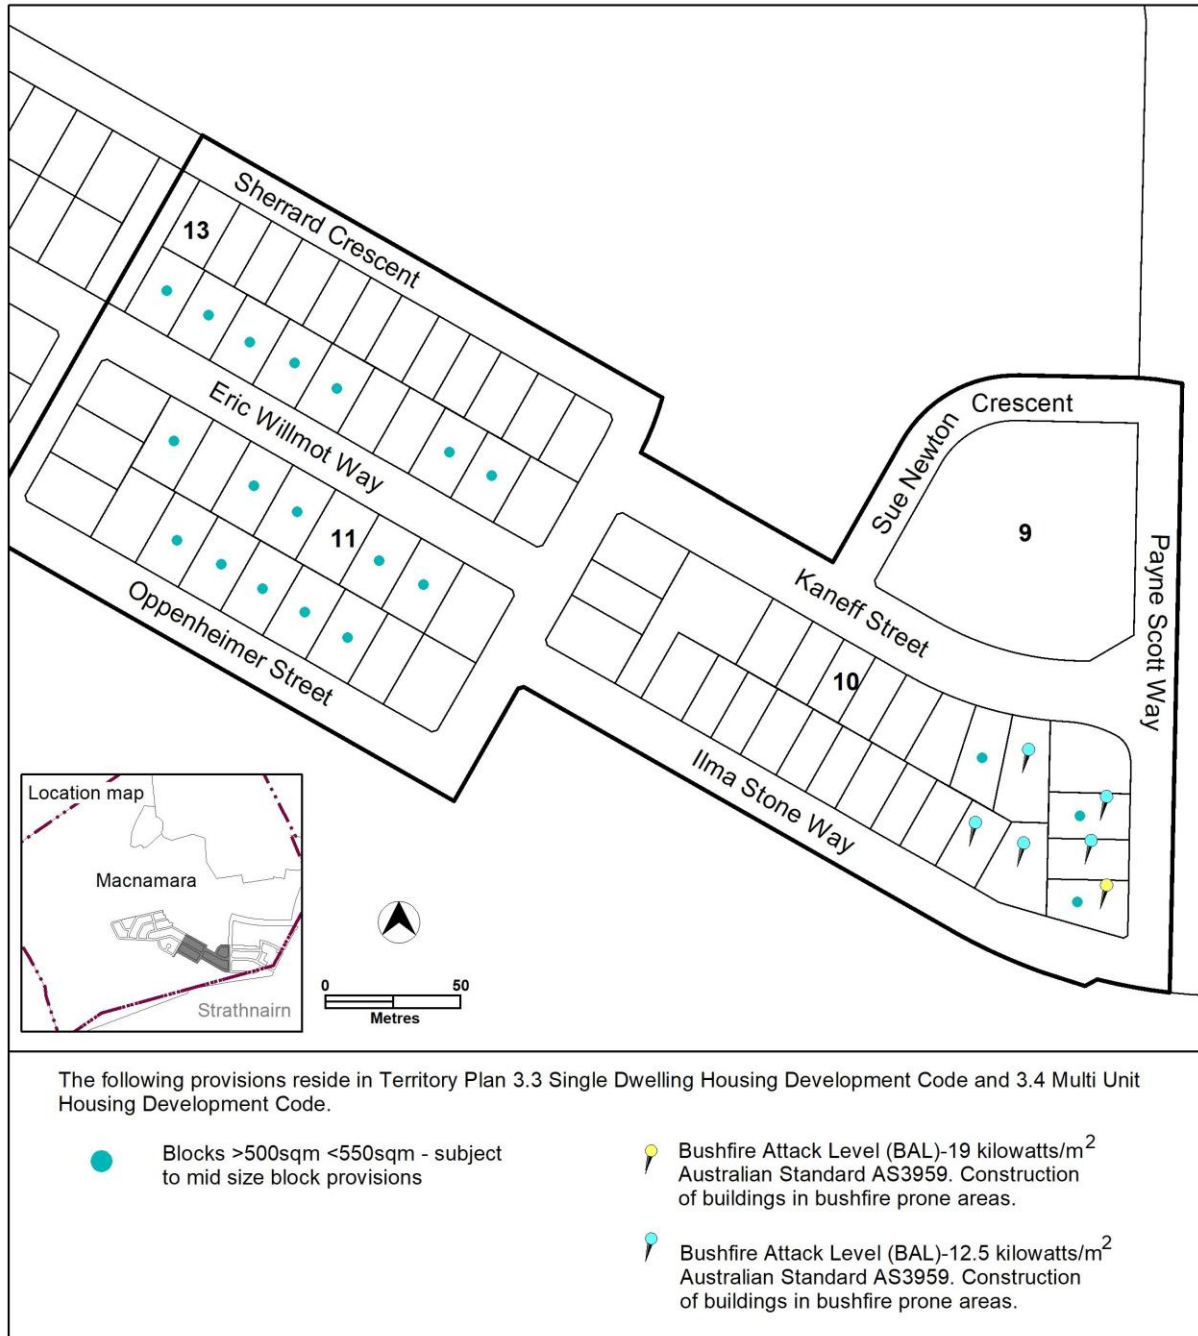 Sherrard Crescent
13
Eric Willmot Way
11
Oppenheimer Street
Sue Newton
Crescent
9
Payne Scott Way
Kaneff Street
10
Ilma Stone Way
Location map
Macnamara
Strathnairn
0 50
Metres
The following provisions reside in Territory Plan 3.3 Single Dwelling Housing Development Code and 3.4 Multi Unit
Housing Development Code.
Blocks >500sqm <550sqm - subject
to mid size block provisions
Bushfire Attack Level (BAL)-19 kilowatts/m²
Australian Standard AS3959. Construction
of buildings in bushfire prone areas.
Bushfire Attack Level (BAL)-12.5 kilowatts/m²
Australian Standard AS3959. Construction
of buildings in bushfire prone areas.